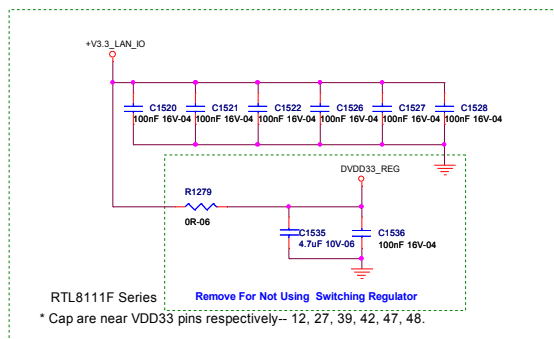 +V3.3_LAN_IO
C1520 C1521 C1522 C1526 C1527 C1528
100nF 16V-04 100nF 16V-04 100nF 16V-04 100nF 16V-04 100nF 16V-04 100nF 16V-04
DVDD33_REG
R1279
0R-06
C1535 C1536
4.7uF 10V-06 100nF 16V-04
RTL8111F Series Remove For Not Using Switching Regulator
* Cap are near VDD33 pins respectively-- 12, 27, 39, 42, 47, 48.